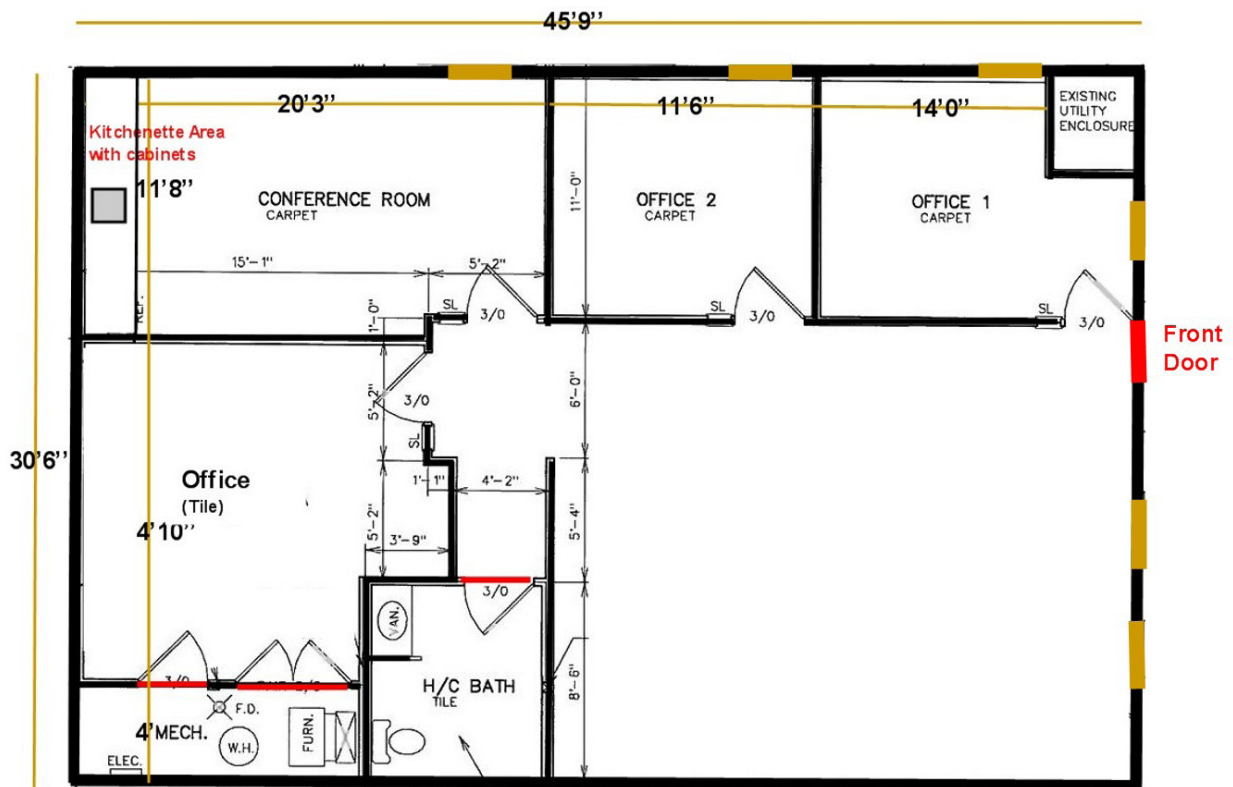 45'9"
20'3"
11'6"
14'0"
EXISTING
UTILITY
ENCLOSURE
Kitchenette Area
with cabinets
11'8"
CONFERENCE ROOM
CARPET
11'-0"
OFFICE 2
CARPET
OFFICE 1
CARPET
15'-1"
5'-2"
REF.
1'-0"
SL
3/0
SL
3/0
SL
3/0
Front
Door
5'-2"
3/0
6'-0"
SL
30'6"
Office
(Tile)
1'-1"
4'-2"
4'10"
5'-2"
3'-9"
5'-4"
3/0
VAN.
3/0
H/C BATH
TILE
8'-6"
F.D.
4' MECH.
W.H.
FURN.
ELEC.